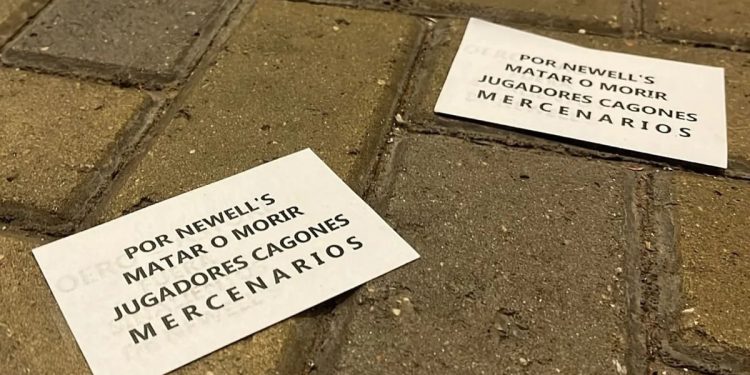 POR NEWELL'S
MATAR O MORIR
JUGADORES CAGONES
MERCENARIOS
POR NEWELL'S
MATAR O MORIR
JUGADORES CAGONES
MERCENARIOS